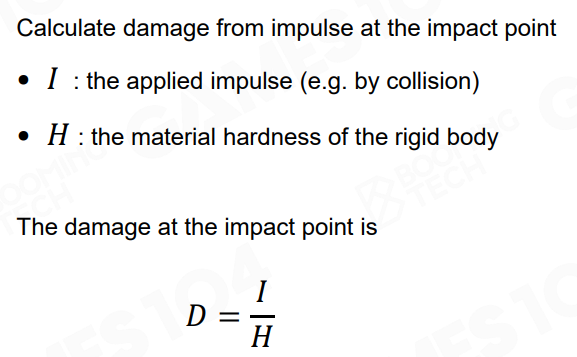 Calculate damage from impulse at the impact point
• I : the applied impulse (e.g. by collision)
• H : the material hardness of the rigid body
The damage at the impact point is
D = I / H